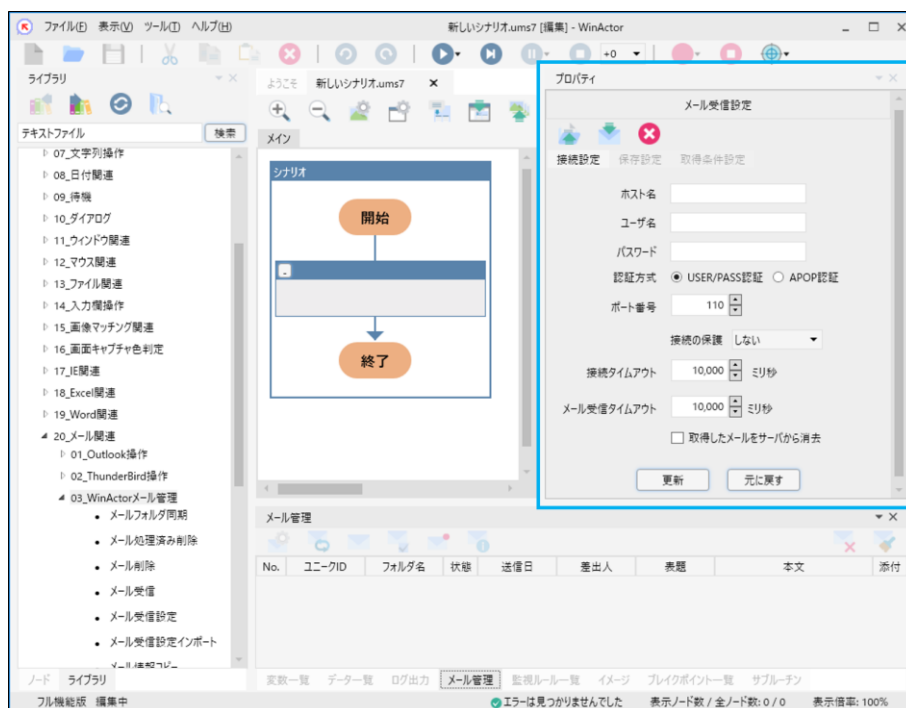 ファイル(F) 表示(V) ツール(T) ヘルプ(H)
新しいシナリオ.ums7 [編集] - WinActor
+0
ライブラリ
テキストファイル
検索
07_文字列操作
08_日付関連
09_待機
10_ダイアログ
11_ウィンドウ関連
12_マウス関連
13_ファイル関連
14_入力欄操作
15_画像マッチング関連
16_画面キャプチャ色判定
17_IE関連
18_Excel関連
19_Word関連
20_メール関連
01_Outlook操作
02_ThunderBird操作
03_WinActorメール管理
メールフォルダ同期
メール処理済み削除
メール削除
メール受信
メール受信設定
メール受信設定インポート
メール情報コピー
ノード ライブラリ
ようこそ 新しいシナリオ.ums7
メイン
シナリオ
開始
終了
プロパティ
メール受信設定
接続設定 保存設定 取得条件設定
ホスト名
ユーザ名
パスワード
認証方式 USER/PASS認証 APOP認証
ポート番号 110
接続の保護 しない
接続タイムアウト 10,000 ミリ秒
メール受信タイムアウト 10,000 ミリ秒
取得したメールをサーバから消去
更新 元に戻す
メール管理
No. ユニークID フォルダ名 状態 送信日 差出人 表題 本文 添付
変数一覧 データ一覧 ログ出力 メール管理 監視ルール一覧 イメージ ブレイクポイント一覧 サブルーチン
フル機能版 編集中
エラーは見つかりませんでした 表示ノード数 / 全ノード数: 0 / 0 表示倍率: 100%